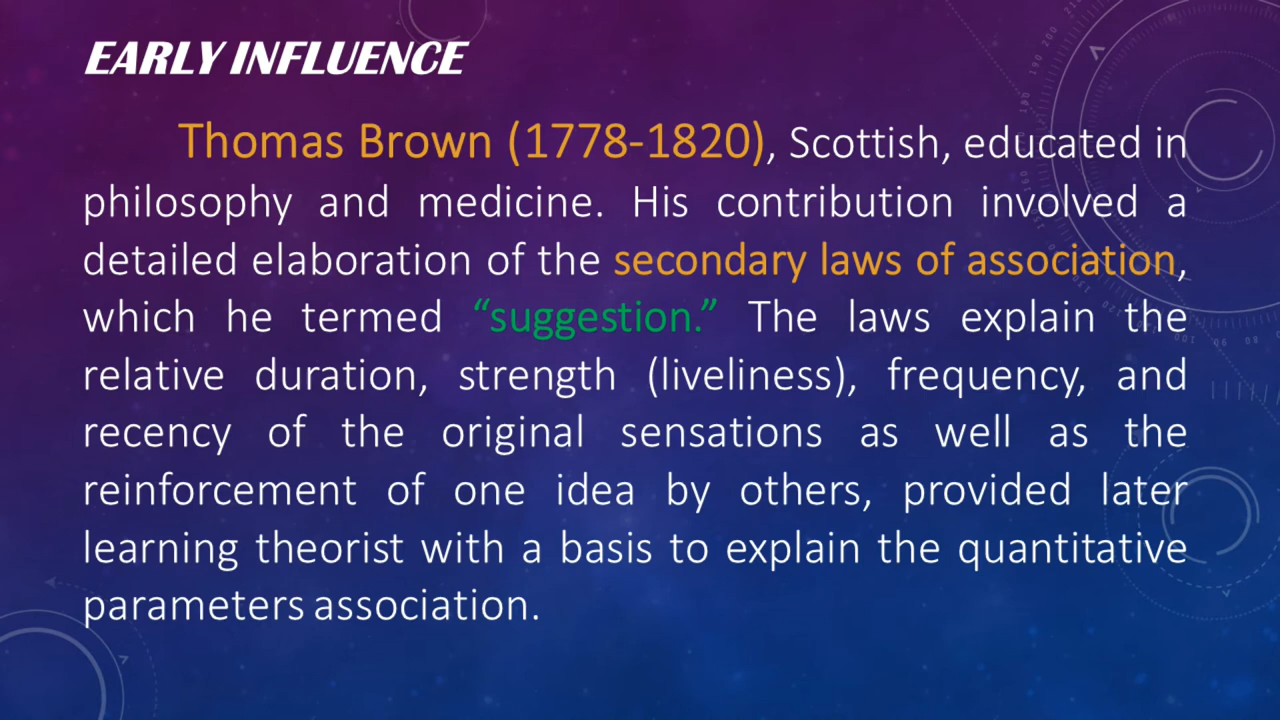 EARLY INFLUENCE
Thomas Brown (1778-1820), Scottish, educated in
philosophy and medicine. His contribution involved a
detailed elaboration of the secondary laws of association,
which he termed “suggestion.” The laws explain the
relative duration, strength (liveliness), frequency, and
recency of the original sensations as well as the
reinforcement of one idea by others, provided later
learning theorist with a basis to explain the quantitative
parameters association.